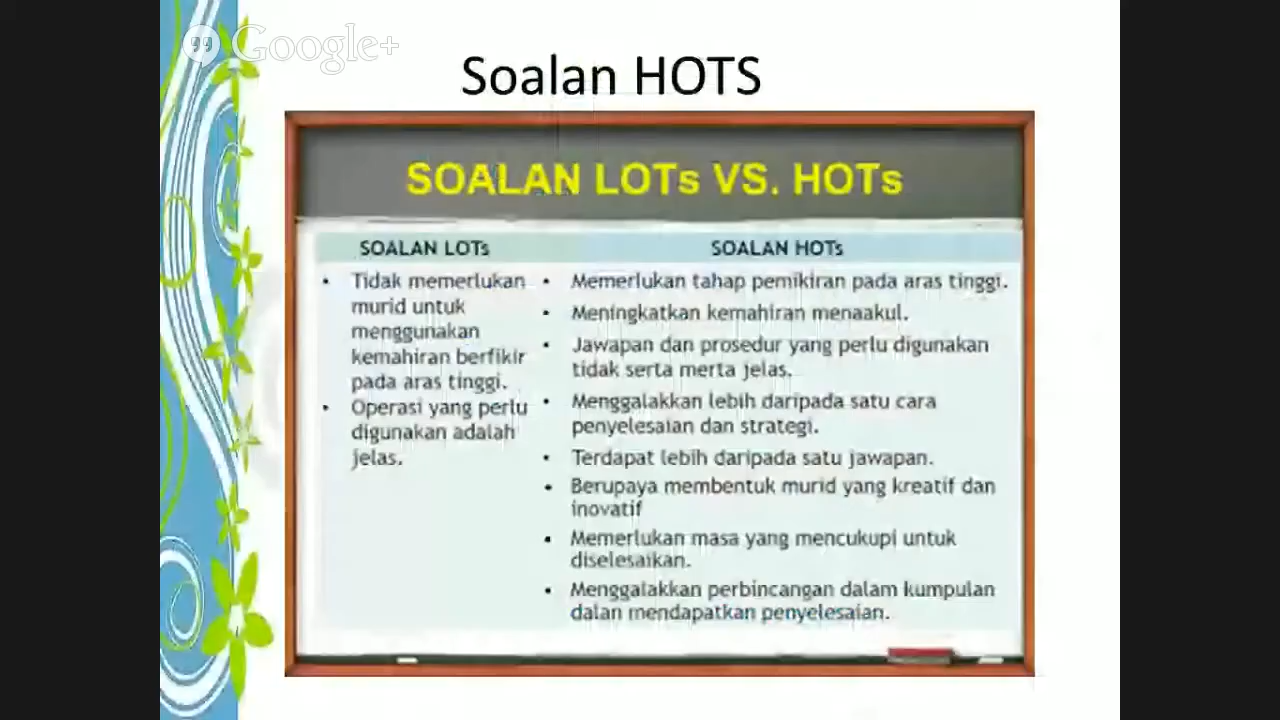 Google+
Soalan HOTS
SOALAN LOTs VS. HOTs
SOALAN LOTs
• Tidak memerlukan
murid untuk
menggunakan
kemahiran berfikir
pada aras tinggi.
• Operasi yang perlu
digunakan adalah
jelas.
SOALAN HOTs
• Memerlukan tahap pemikiran pada aras tinggi.
• Meningkatkan kemahiran menaakul.
• Jawapan dan prosedur yang perlu digunakan
tidak serta merta jelas.
• Menggalakkan lebih daripada satu cara
penyelesaian dan strategi.
• Terdapat lebih daripada satu jawapan.
• Berupaya membentuk murid yang kreatif dan
inovatif
• Memerlukan masa yang mencukupi untuk
diselesaikan.
• Menggalakkan perbincangan dalam kumpulan
dalan mendapatkan penyelesaian.